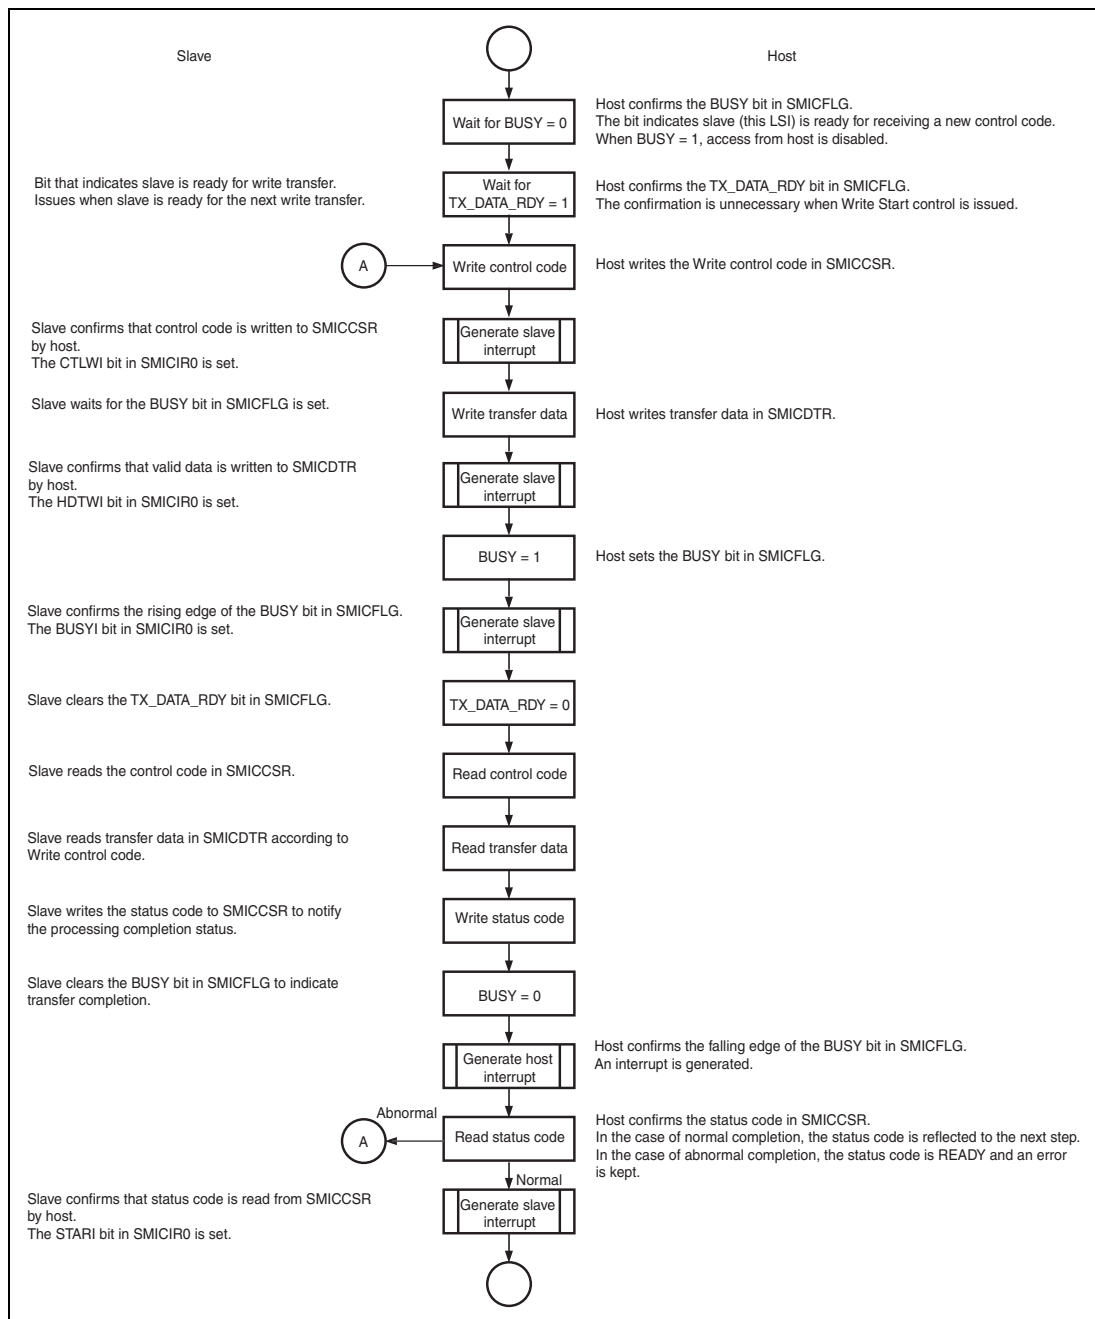 Slave
Host
Wait for BUSY = 0
Host confirms the BUSY bit in SMICFLG.
The bit indicates slave (this LSI) is ready for receiving a new control code.
When BUSY = 1, access from host is disabled.
Bit that indicates slave is ready for write transfer.
Issues when slave is ready for the next write transfer.
Wait for
TX_DATA_RDY = 1
Host confirms the TX_DATA_RDY bit in SMICFLG.
The confirmation is unnecessary when Write Start control is issued.
A
Write control code
Host writes the Write control code in SMICCSR.
Slave confirms that control code is written to SMICCSR
by host.
The CTLWI bit in SMICIR0 is set.
Generate slave
interrupt
Slave waits for the BUSY bit in SMICFLG is set.
Write transfer data
Host writes transfer data in SMICDTR.
Slave confirms that valid data is written to SMICDTR
by host.
The HDTWI bit in SMICIR0 is set.
Generate slave
interrupt
BUSY = 1
Host sets the BUSY bit in SMICFLG.
Slave confirms the rising edge of the BUSY bit in SMICFLG.
The BUSYI bit in SMICIR0 is set.
Generate slave
interrupt
Slave clears the TX_DATA_RDY bit in SMICFLG.
TX_DATA_RDY = 0
Slave reads the control code in SMICCSR.
Read control code
Slave reads transfer data in SMICDTR according to
Write control code.
Read transfer data
Slave writes the status code to SMICCSR to notify
the processing completion status.
Write status code
Slave clears the BUSY bit in SMICFLG to indicate
transfer completion.
BUSY = 0
Generate host
interrupt
Host confirms the falling edge of the BUSY bit in SMICFLG.
An interrupt is generated.
Abnormal
A
Read status code
Host confirms the status code in SMICCSR.
In the case of normal completion, the status code is reflected to the next step.
In the case of abnormal completion, the status code is READY and an error
is kept.
Normal
Slave confirms that status code is read from SMICCSR
by host.
The STARI bit in SMICIR0 is set.
Generate slave
interrupt